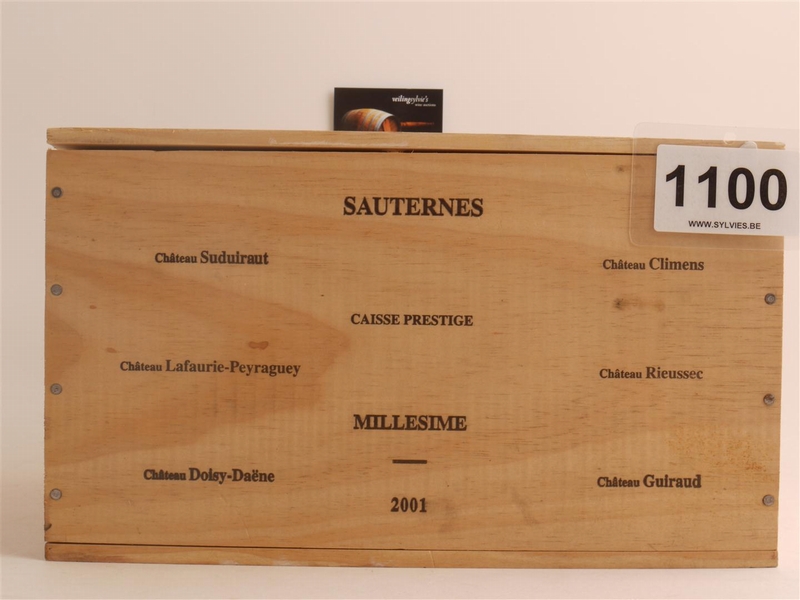 veilingsylvie's
1100
WWW.SYLVIES.BE
SAUTERNES
Château Suduiraut
Château Climens
CAISSE PRESTIGE
Château Lafaurie-Peyraguey
Château Rieussec
MILLESIME
Château Doisy-Daëne
Château Guiraud
2001